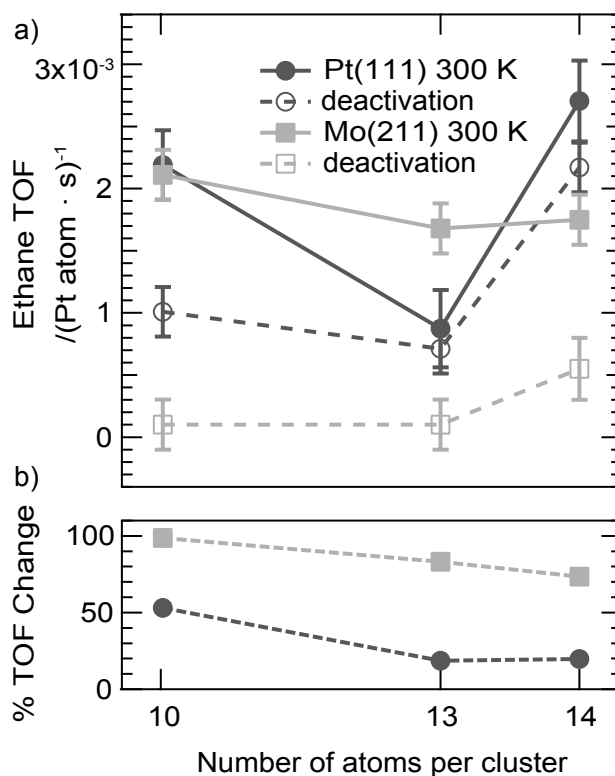 a)
3x10⁻³
2
1
0
Ethane TOF
/(Pt atom · s)⁻¹
Pt(111) 300 K
deactivation
Mo(211) 300 K
deactivation
b)
100
50
0
% TOF Change
10
13
14
Number of atoms per cluster